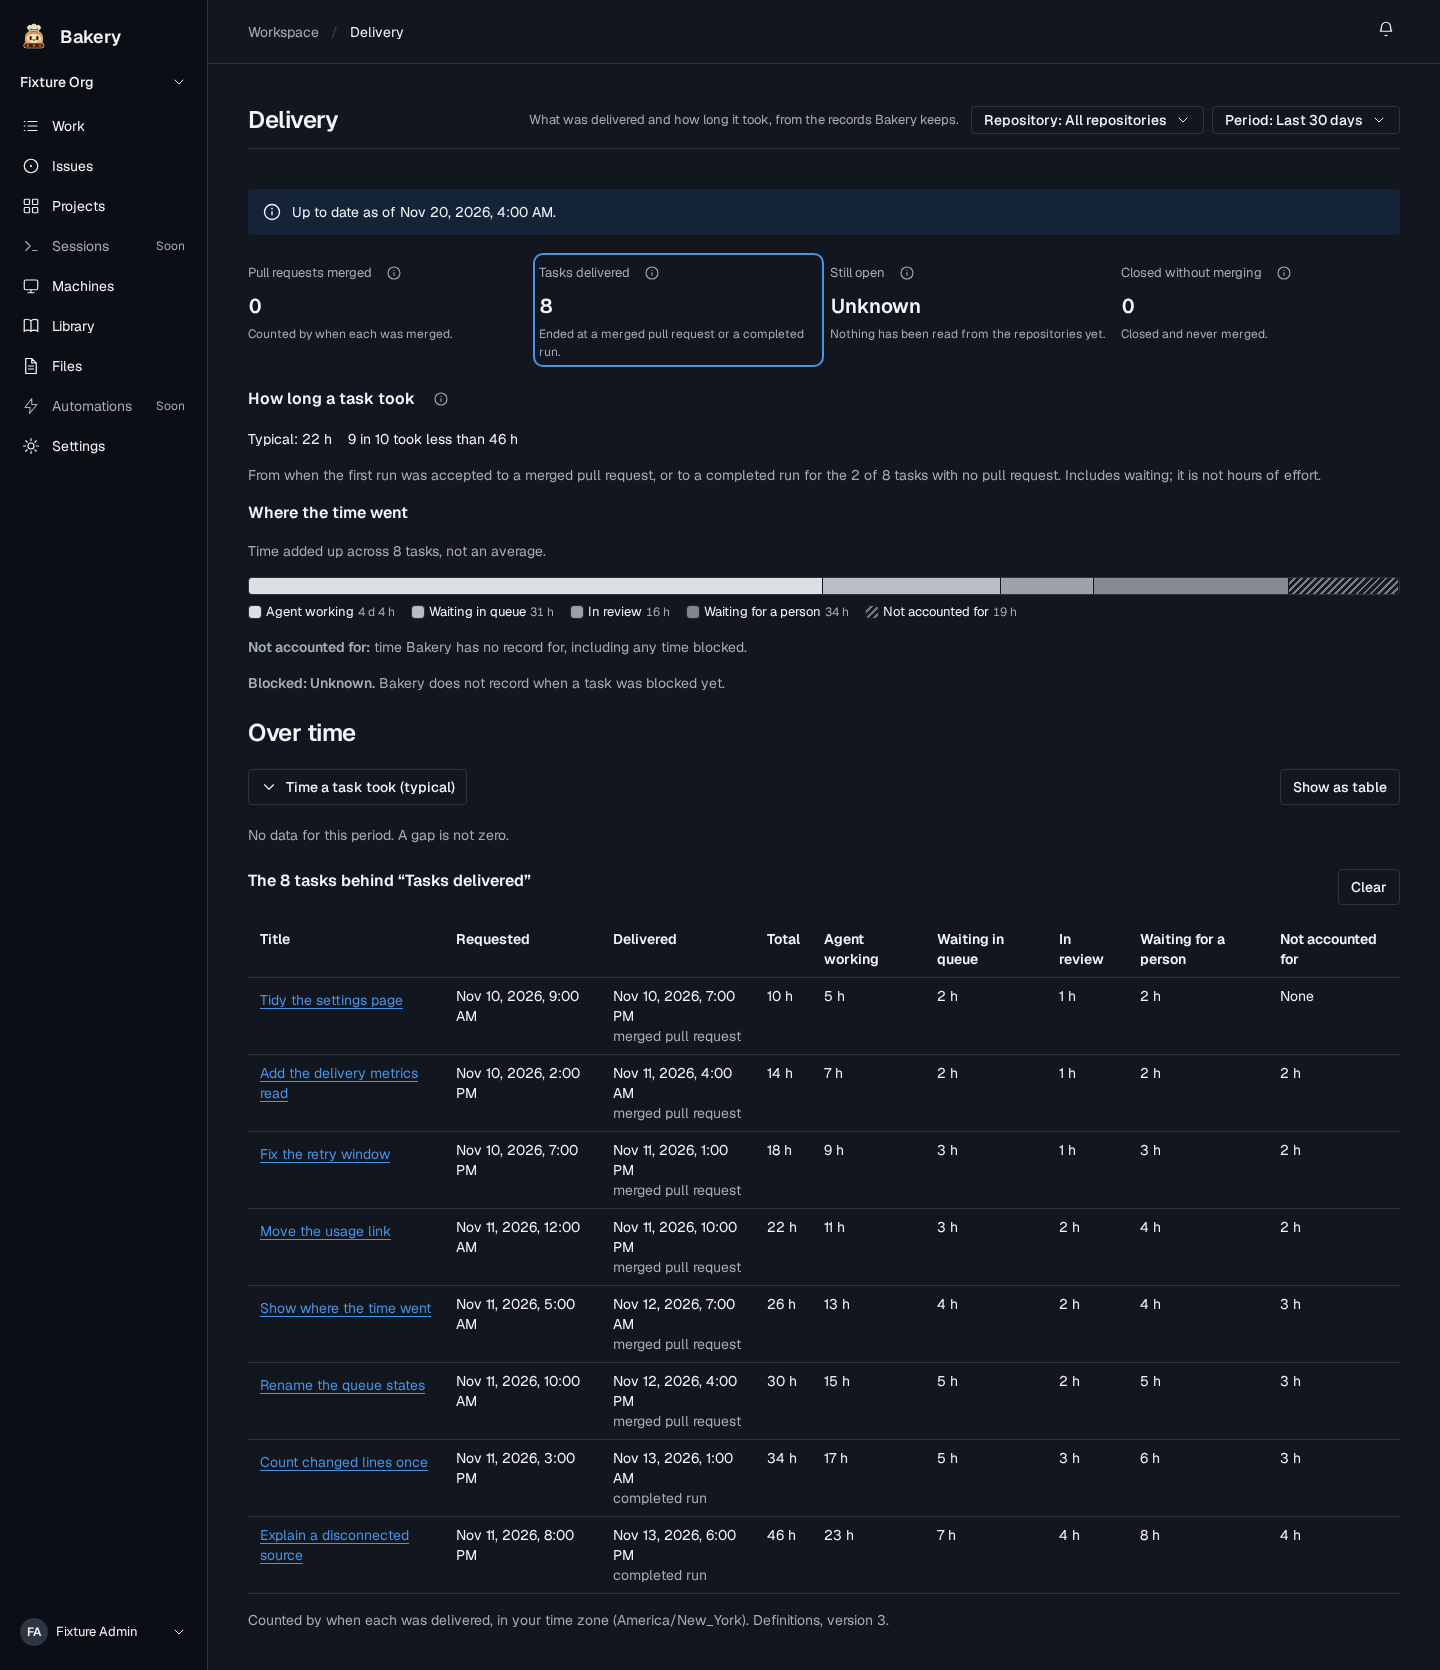 Bakery
Fixture Org
Work
Issues
Projects
Sessions Soon
Machines
Library
Files
Automations Soon
Settings
FA Fixture Admin
Workspace / Delivery
Delivery
What was delivered and how long it took, from the records Bakery keeps.
Repository: All repositories
Period: Last 30 days
Up to date as of Nov 20, 2026, 4:00 AM.
Pull requests merged
0
Counted by when each was merged.
Tasks delivered
8
Ended at a merged pull request or a completed
run.
Still open
Unknown
Nothing has been read from the repositories yet.
Closed without merging
0
Closed and never merged.
How long a task took
Typical: 22 h 9 in 10 took less than 46 h
From when the first run was accepted to a merged pull request, or to a completed run for the 2 of 8 tasks with no pull request. Includes waiting; it is not hours of effort.
Where the time went
Time added up across 8 tasks, not an average.
Agent working 4 d 4 h Waiting in queue 31 h In review 16 h Waiting for a person 34 h Not accounted for 19 h
Not accounted for: time Bakery has no record for, including any time blocked.
Blocked: Unknown. Bakery does not record when a task was blocked yet.
Over time
Time a task took (typical)
Show as table
No data for this period. A gap is not zero.
The 8 tasks behind “Tasks delivered”
Clear
Title Requested Delivered Total Agent Waiting in In Waiting for a Not accounted
working queue review person for
Tidy the settings page Nov 10, 2026, 9:00 Nov 10, 2026, 7:00 10 h 5 h 2 h 1 h 2 h None
AM PM
merged pull request
Add the delivery metrics Nov 10, 2026, 2:00 Nov 11, 2026, 4:00 14 h 7 h 2 h 1 h 2 h 2 h
read PM AM
merged pull request
Fix the retry window Nov 10, 2026, 7:00 Nov 11, 2026, 1:00 18 h 9 h 3 h 1 h 3 h 2 h
PM PM
merged pull request
Move the usage link Nov 11, 2026, 12:00 Nov 11, 2026, 10:00 22 h 11 h 3 h 2 h 4 h 2 h
AM PM
merged pull request
Show where the time went Nov 11, 2026, 5:00 Nov 12, 2026, 7:00 26 h 13 h 4 h 2 h 4 h 3 h
AM AM
merged pull request
Rename the queue states Nov 11, 2026, 10:00 Nov 12, 2026, 4:00 30 h 15 h 5 h 2 h 5 h 3 h
AM PM
merged pull request
Count changed lines once Nov 11, 2026, 3:00 Nov 13, 2026, 1:00 34 h 17 h 5 h 3 h 6 h 3 h
PM AM
completed run
Explain a disconnected Nov 11, 2026, 8:00 Nov 13, 2026, 6:00 46 h 23 h 7 h 4 h 8 h 4 h
source PM PM
completed run
Counted by when each was delivered, in your time zone (America/New_York). Definitions, version 3.